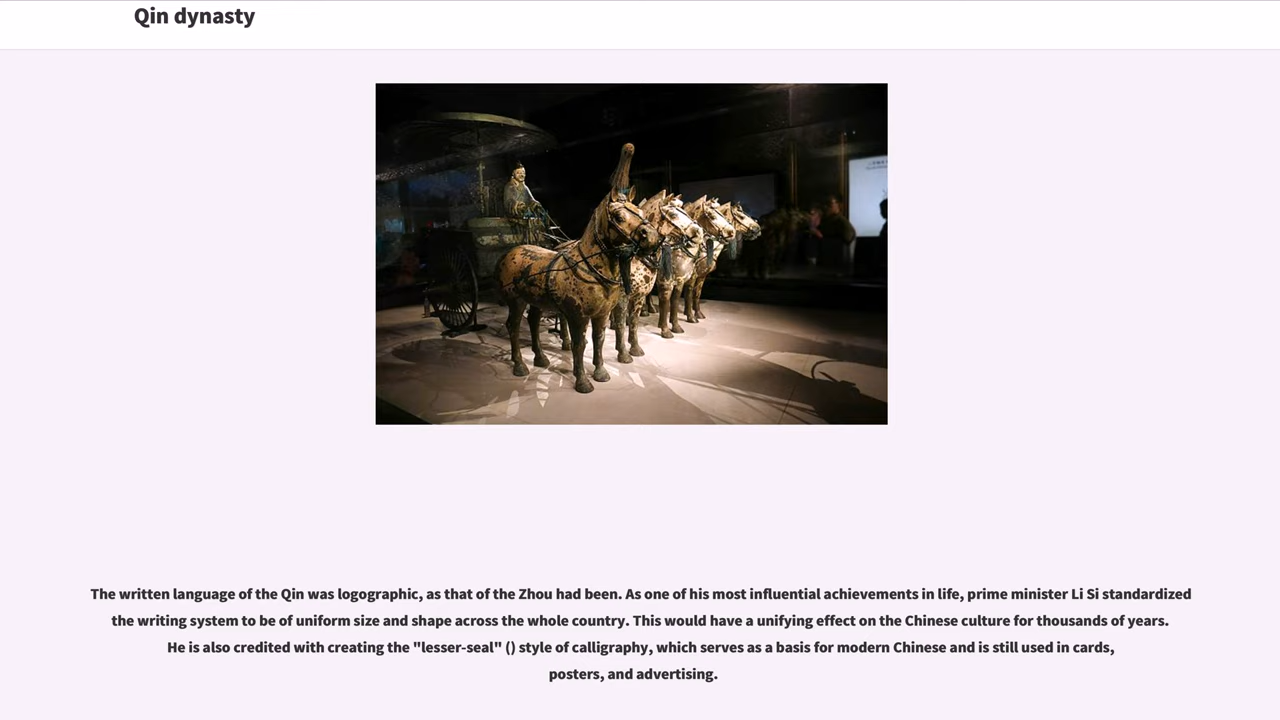 Qin dynasty
The written language of the Qin was logographic, as that of the Zhou had been. As one of his most influential achievements in life, prime minister Li Si standardized
the writing system to be of uniform size and shape across the whole country. This would have a unifying effect on the Chinese culture for thousands of years.
He is also credited with creating the "lesser-seal" () style of calligraphy, which serves as a basis for modern Chinese and is still used in cards,
posters, and advertising.